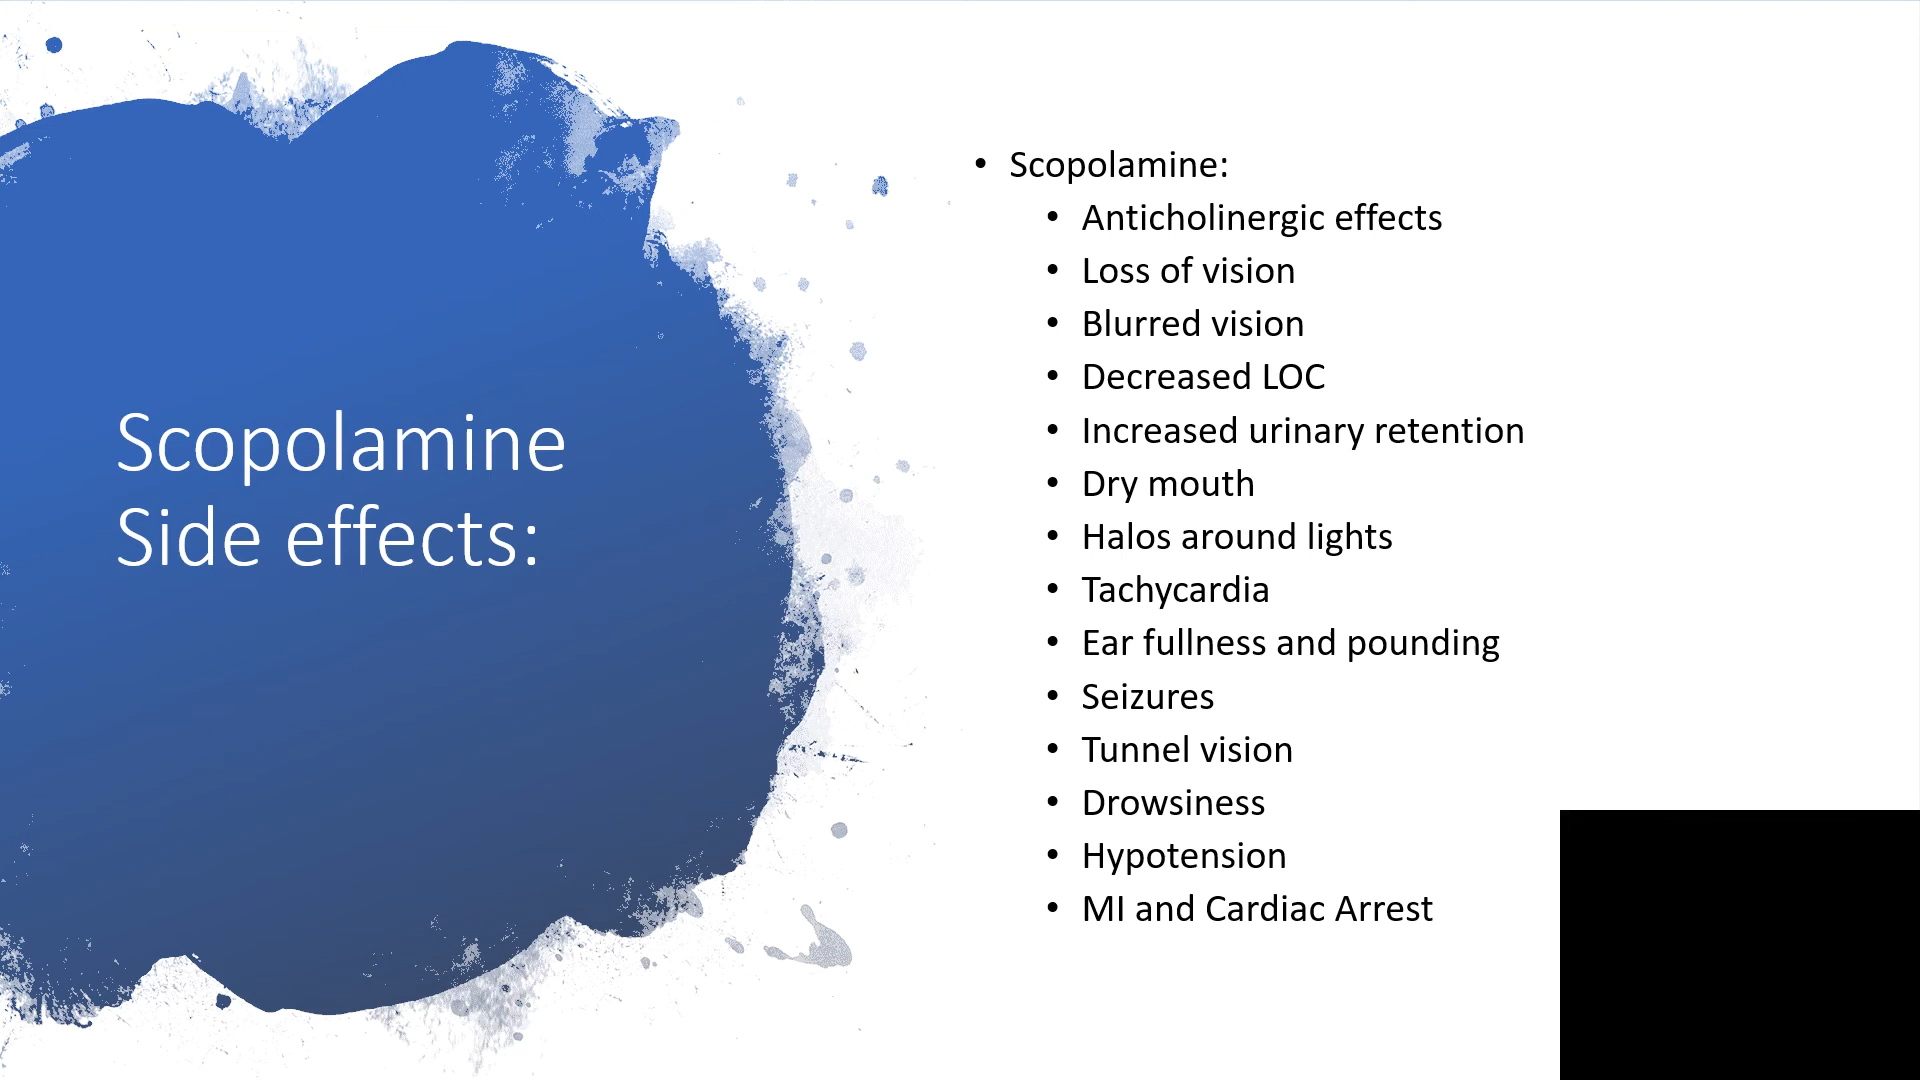 Scopolamine
Side effects:
• Scopolamine:
• Anticholinergic effects
• Loss of vision
• Blurred vision
• Decreased LOC
• Increased urinary retention
• Dry mouth
• Halos around lights
• Tachycardia
• Ear fullness and pounding
• Seizures
• Tunnel vision
• Drowsiness
• Hypotension
• MI and Cardiac Arrest